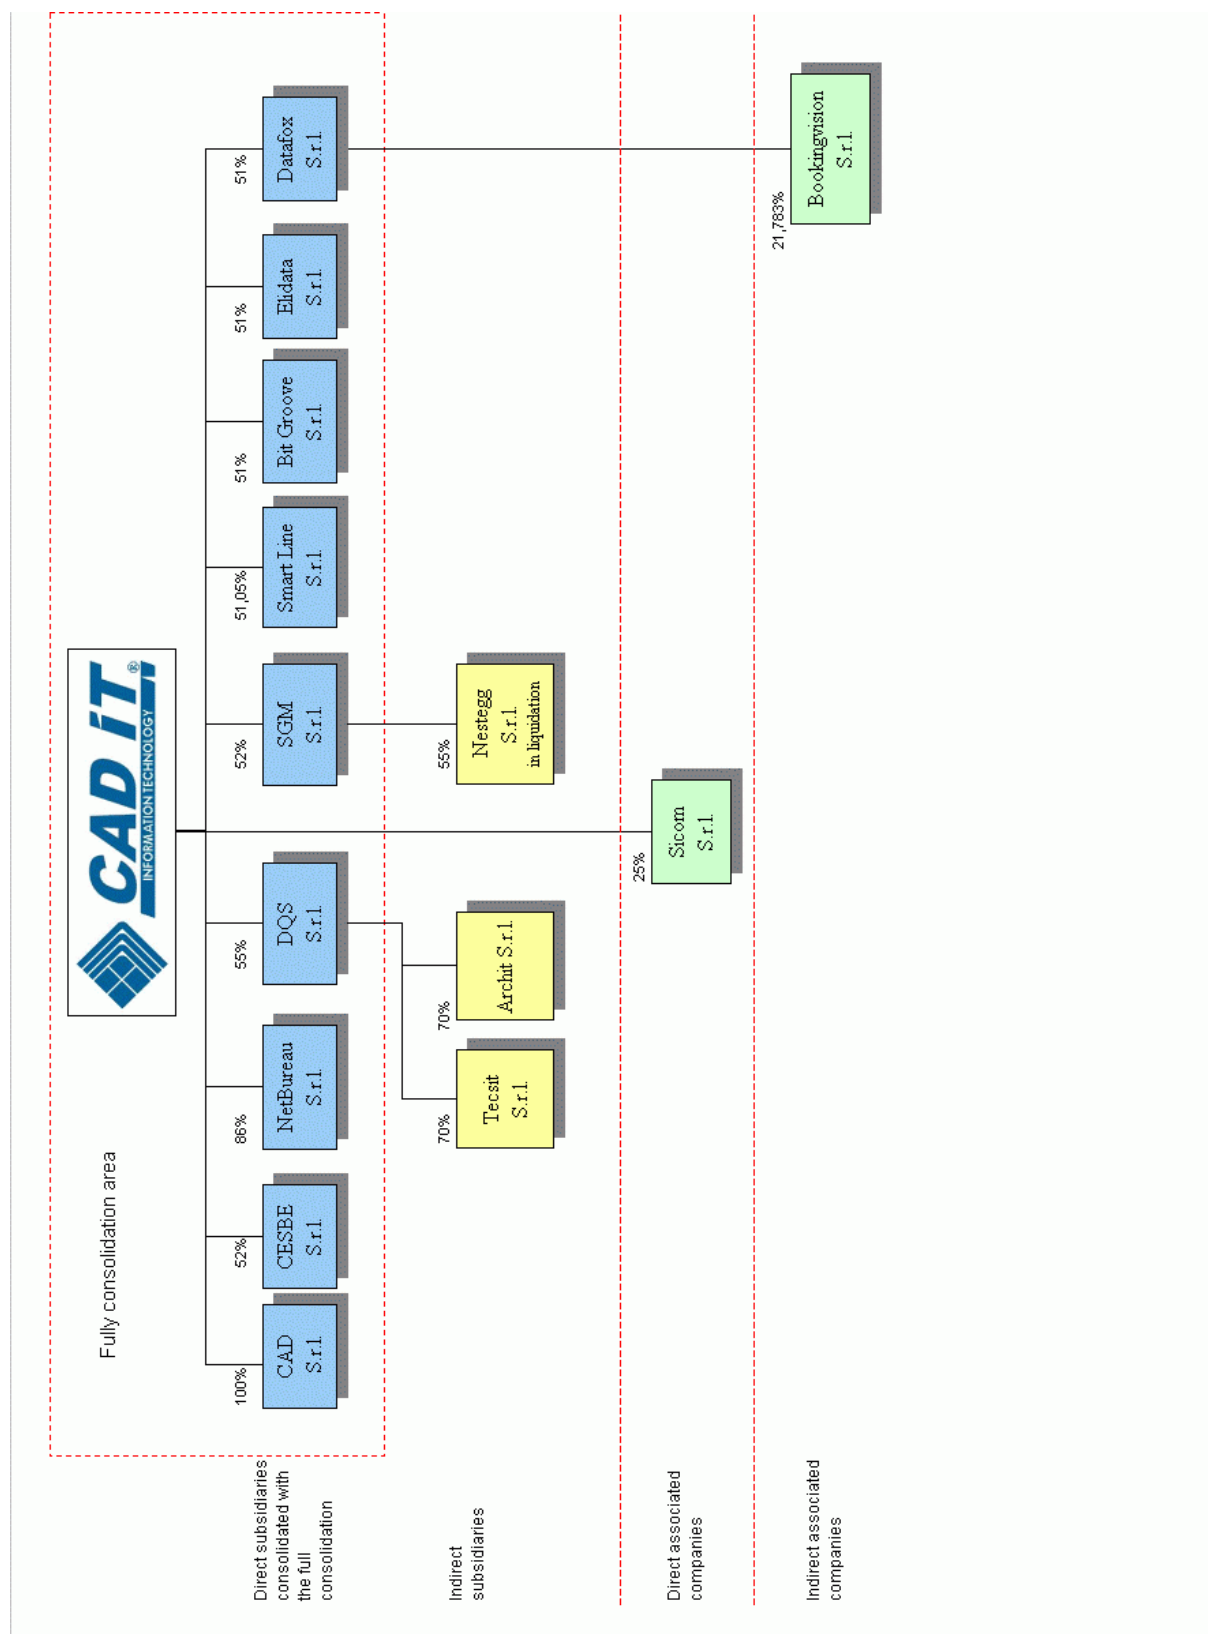 CAD iT®
INFORMATION TECHNOLOGY
Fully consolidation area
Direct subsidiaries
consolidated with
the full
consolidation
100%
CAD
S.r.l.
52%
CESBE
S.r.l.
86%
NetBureau
S.r.l.
55%
DQS
S.r.l.
52%
SGM
S.r.l.
51,05%
Smart Line
S.r.l.
51%
Bit Groove
S.r.l.
51%
Elidata
S.r.l.
51%
Datafox
S.r.l.
Indirect
subsidiaries
70%
Tecsit
S.r.l.
70%
Archit S.r.l.
55%
Nestegg
S.r.l.
in liquidation
Direct associated
companies
25%
Sicom
S.r.l.
Indirect associated
companies
21,783%
Bookingvision
S.r.l.